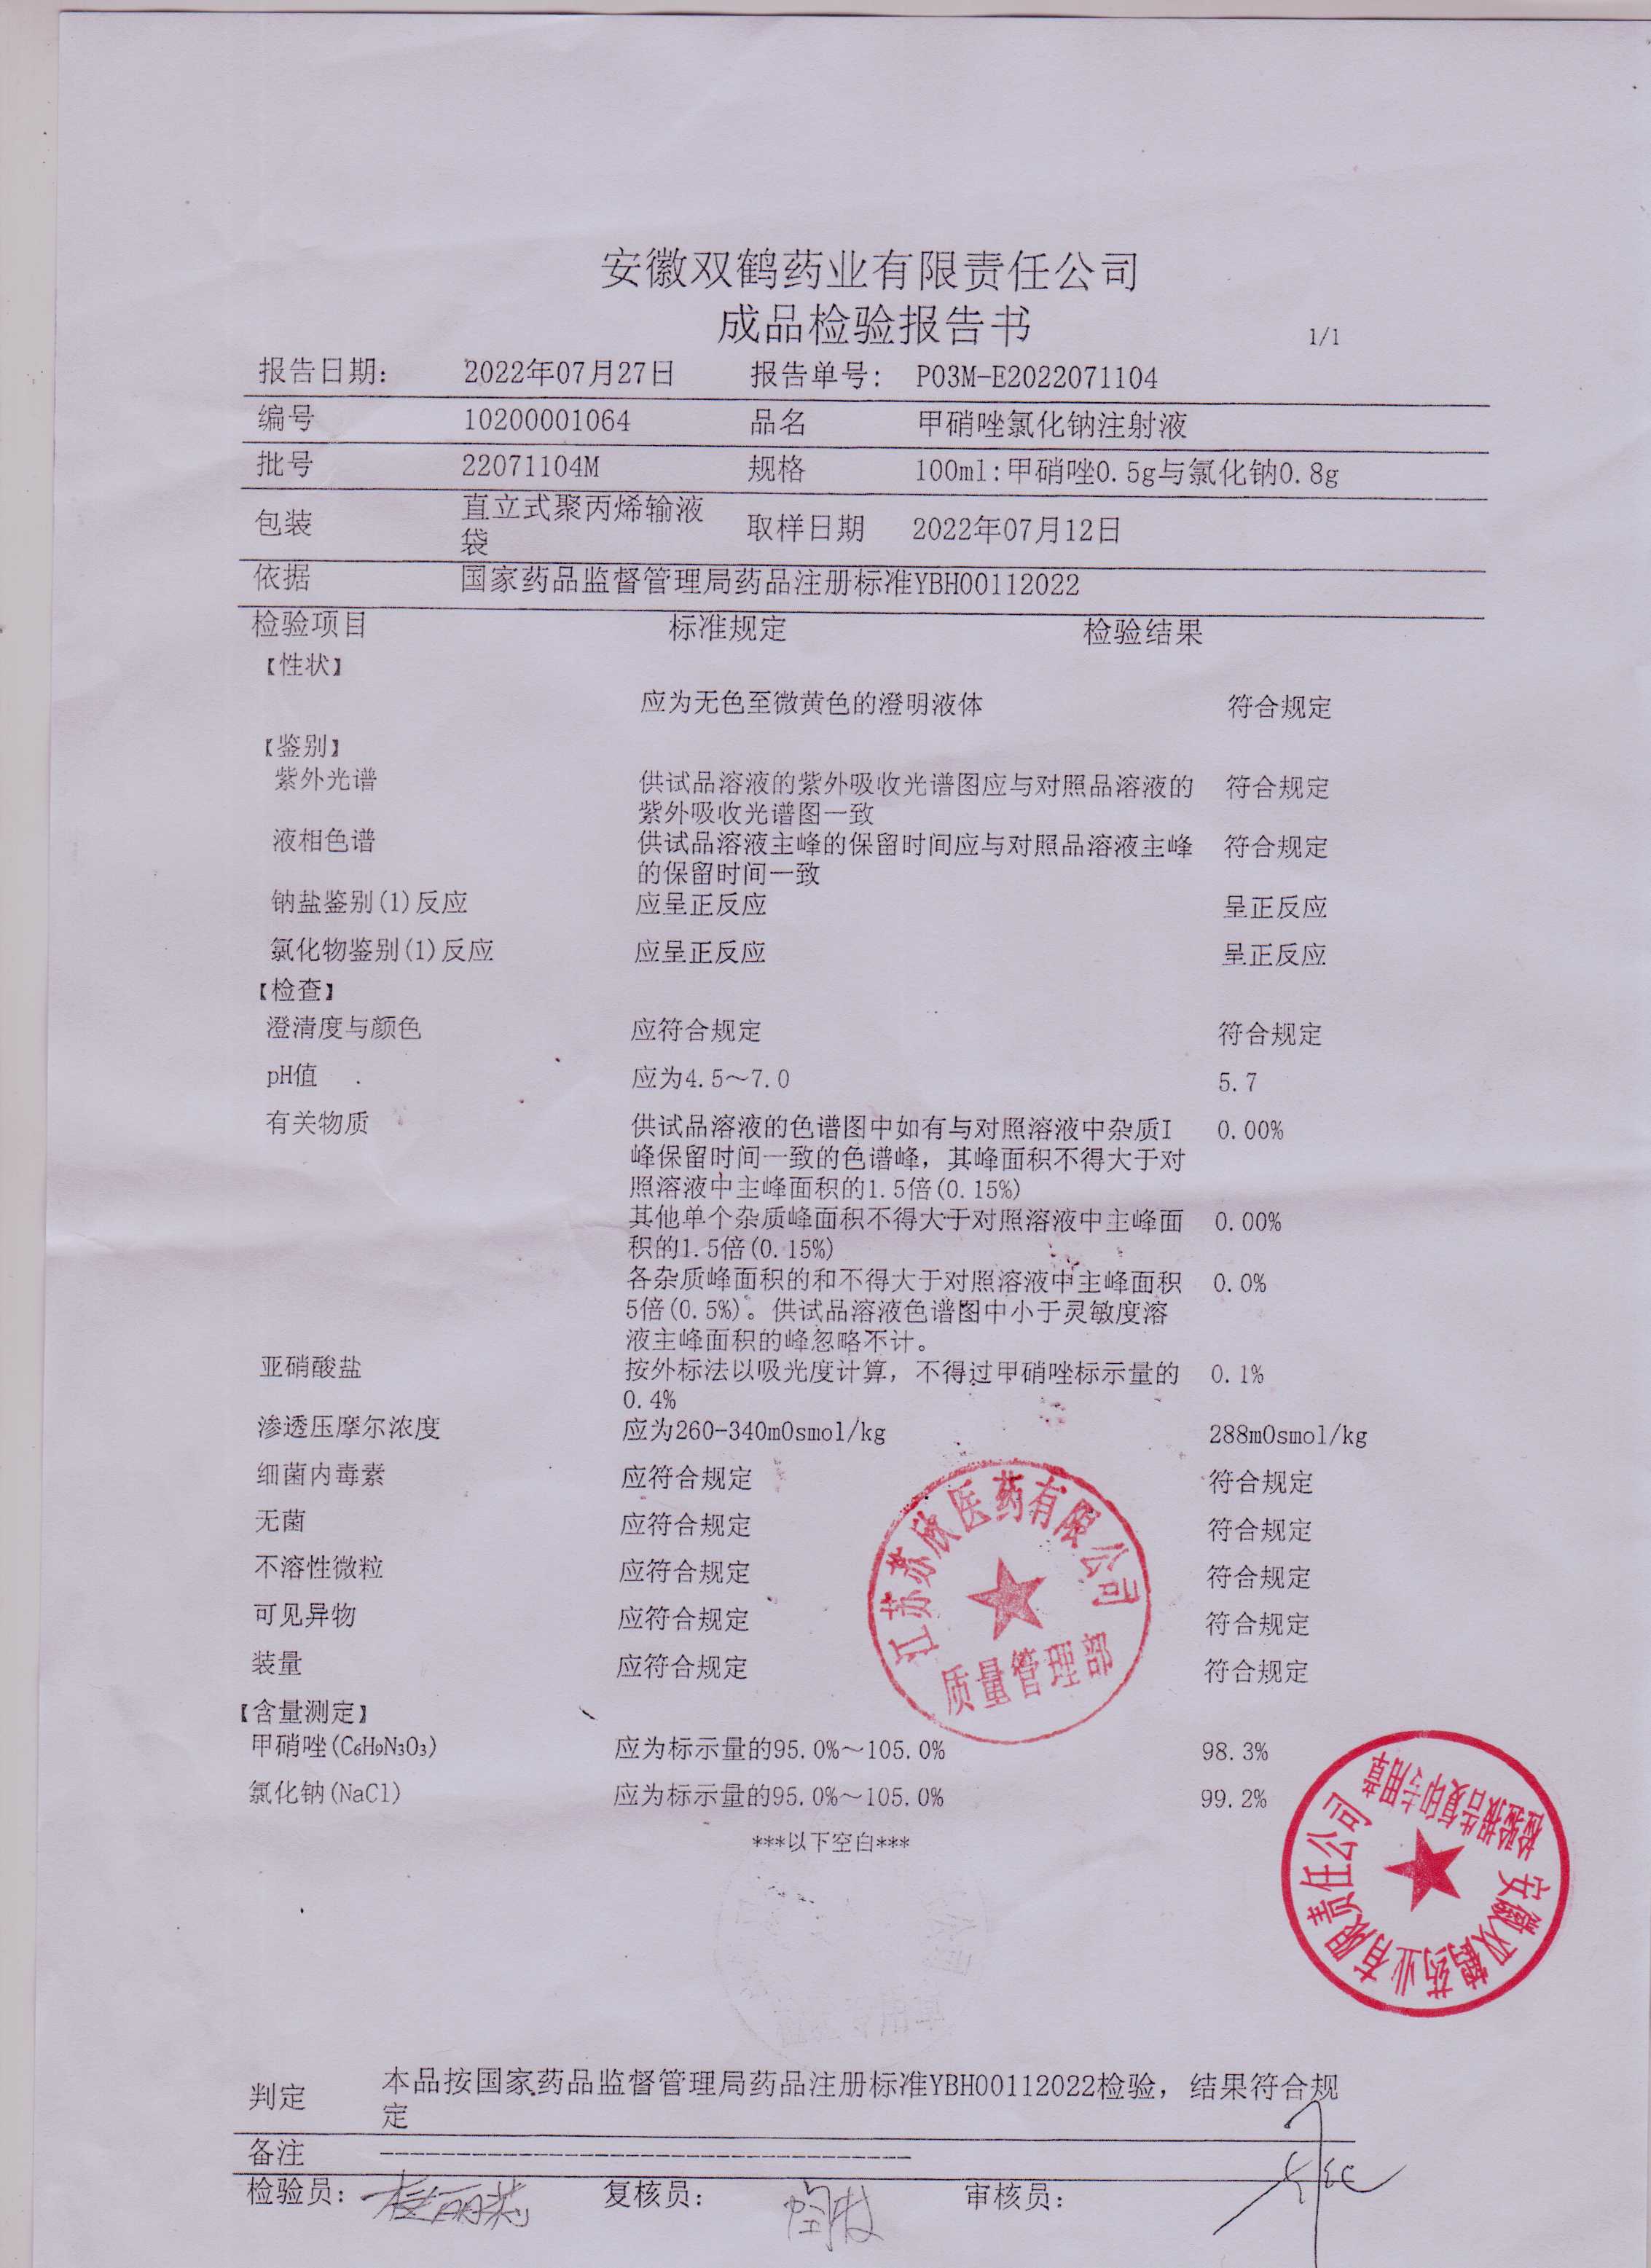 安徽双鹤药业有限责任公司
成品检验报告书
1/1
报告日期: 2022年07月27日 报告单号: P03M-E2022071104
编号 10200001064 品名 甲硝唑氯化钠注射液
批号 22071104M 规格 100ml:甲硝唑0.5g与氯化钠0.8g
包装 直立式聚丙烯输液袋 取样日期 2022年07月12日
依据 国家药品监督管理局药品注册标准YBH00112022
检验项目 标准规定 检验结果
【性状】
应为无色至微黄色的澄明液体 符合规定
【鉴别】
紫外光谱 供试品溶液的紫外吸收光谱图应与对照品溶液的 符合规定
紫外吸收光谱图一致
液相色谱 供试品溶液主峰的保留时间应与对照品溶液主峰 符合规定
的保留时间一致
钠盐鉴别(1)反应 应呈正反应 呈正反应
氯化物鉴别(1)反应 应呈正反应 呈正反应
【检查】
澄清度与颜色 应符合规定 符合规定
pH值 应为4.5～7.0 5.7
有关物质 供试品溶液的色谱图中如有与对照溶液中杂质I 0.00%
峰保留时间一致的色谱峰，其峰面积不得大于对
照溶液中主峰面积的1.5倍(0.15%)
其他单个杂质峰面积不得大于对照溶液中主峰面 0.00%
积的1.5倍(0.15%)
各杂质峰面积的和不得大于对照溶液中主峰面积 0.0%
5倍(0.5%)。供试品溶液色谱图中小于灵敏度溶
液主峰面积的峰忽略不计。
亚硝酸盐 按外标法以吸光度计算，不得过甲硝唑标示量的 0.1%
0.4%
渗透压摩尔浓度 应为260-340mOsmol/kg 288mOsmol/kg
细菌内毒素 应符合规定 符合规定
无菌 应符合规定 符合规定
不溶性微粒 应符合规定 符合规定
可见异物 应符合规定 符合规定
装量 应符合规定 符合规定
江苏苏欣医药有限公司
质量管理部
【含量测定】
甲硝唑(C₆H₉N₃O₃) 应为标示量的95.0%～105.0% 98.3%
氯化钠(NaCl) 应为标示量的95.0%～105.0% 99.2%
***以下空白***
安徽双鹤药业有限责任公司
检验报告复印专用章
判定 本品按国家药品监督管理局药品注册标准YBH00112022检验，结果符合规
定
备注 -----------------------------------
检验员: 复核员: 审核员: